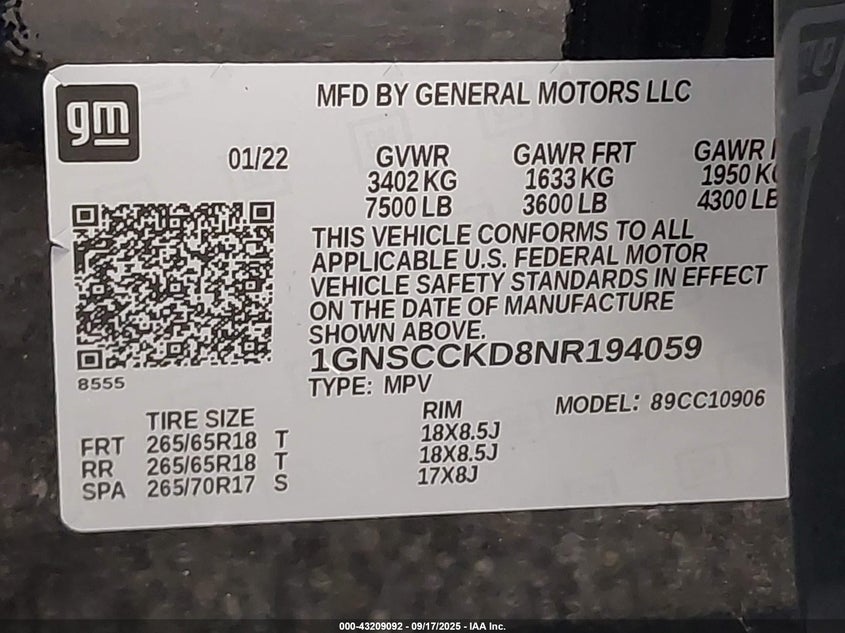 gm
MFD BY GENERAL MOTORS LLC
01/22
GVWR
3402 KG
7500 LB
GAWR FRT
1633 KG
3600 LB
GAWR
1950 KG
4300 LB
THIS VEHICLE CONFORMS TO ALL
APPLICABLE U.S. FEDERAL MOTOR
VEHICLE SAFETY STANDARDS IN EFFECT
ON THE DATE OF MANUFACTURE
SHOWN ABOVE.
1GNSCCKD8NR194059
TYPE: MPV
8555
MODEL: 89CC10906
TIRE SIZE RIM
FRT 265/65R18 T 18X8.5J
RR 265/65R18 T 18X8.5J
SPA 265/70R17 S 17X8J
000-43209092 - 09/17/2025 - IAA Inc.